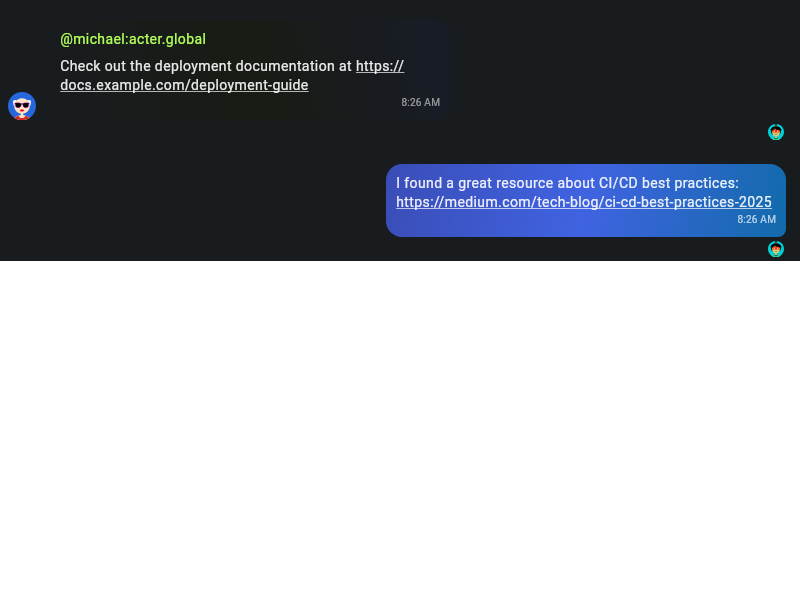 @michael:acter.global
Check out the deployment documentation at https://
docs.example.com/deployment-guide
8:26 AM
I found a great resource about CI/CD best practices:
https://medium.com/tech-blog/ci-cd-best-practices-2025
8:26 AM